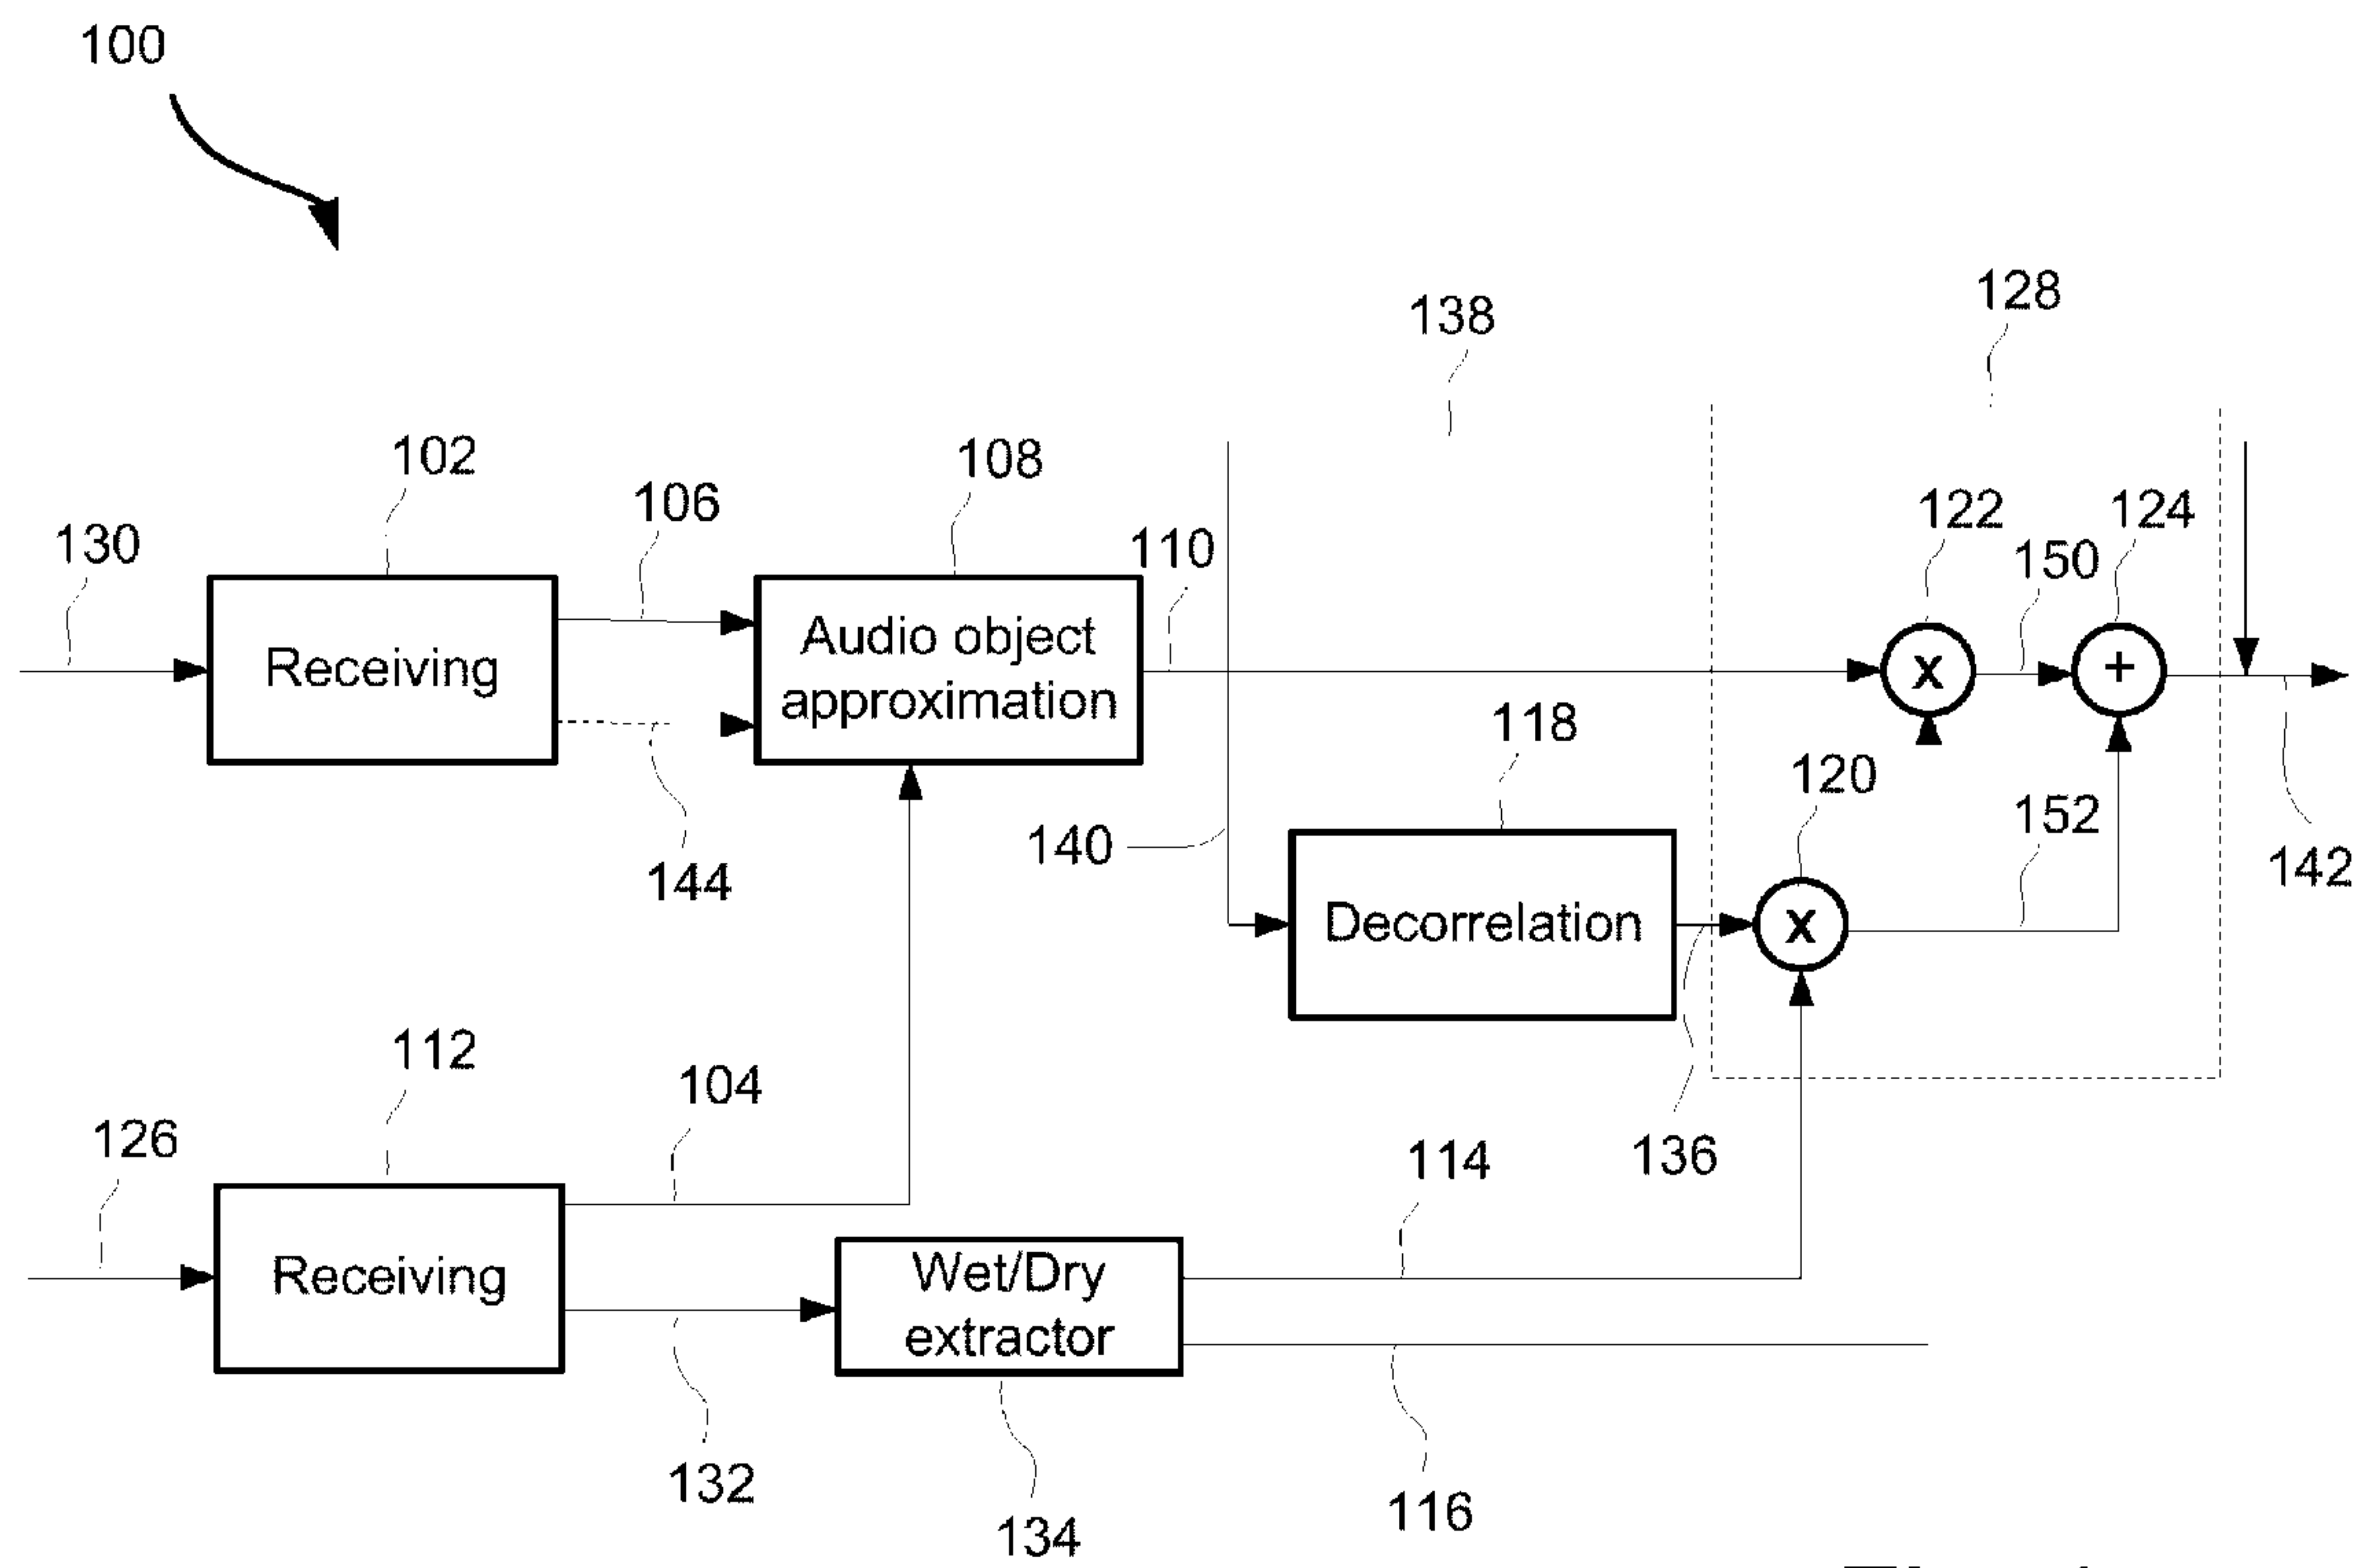 100
138
128
102
106
108
110
122
124
150
130
Receiving
Audio object
approximation
x
+
118
120
140
144
152
142
Decorrelation
x
112
104
126
114
136
Receiving
Wet/Dry
extractor
132
134
116